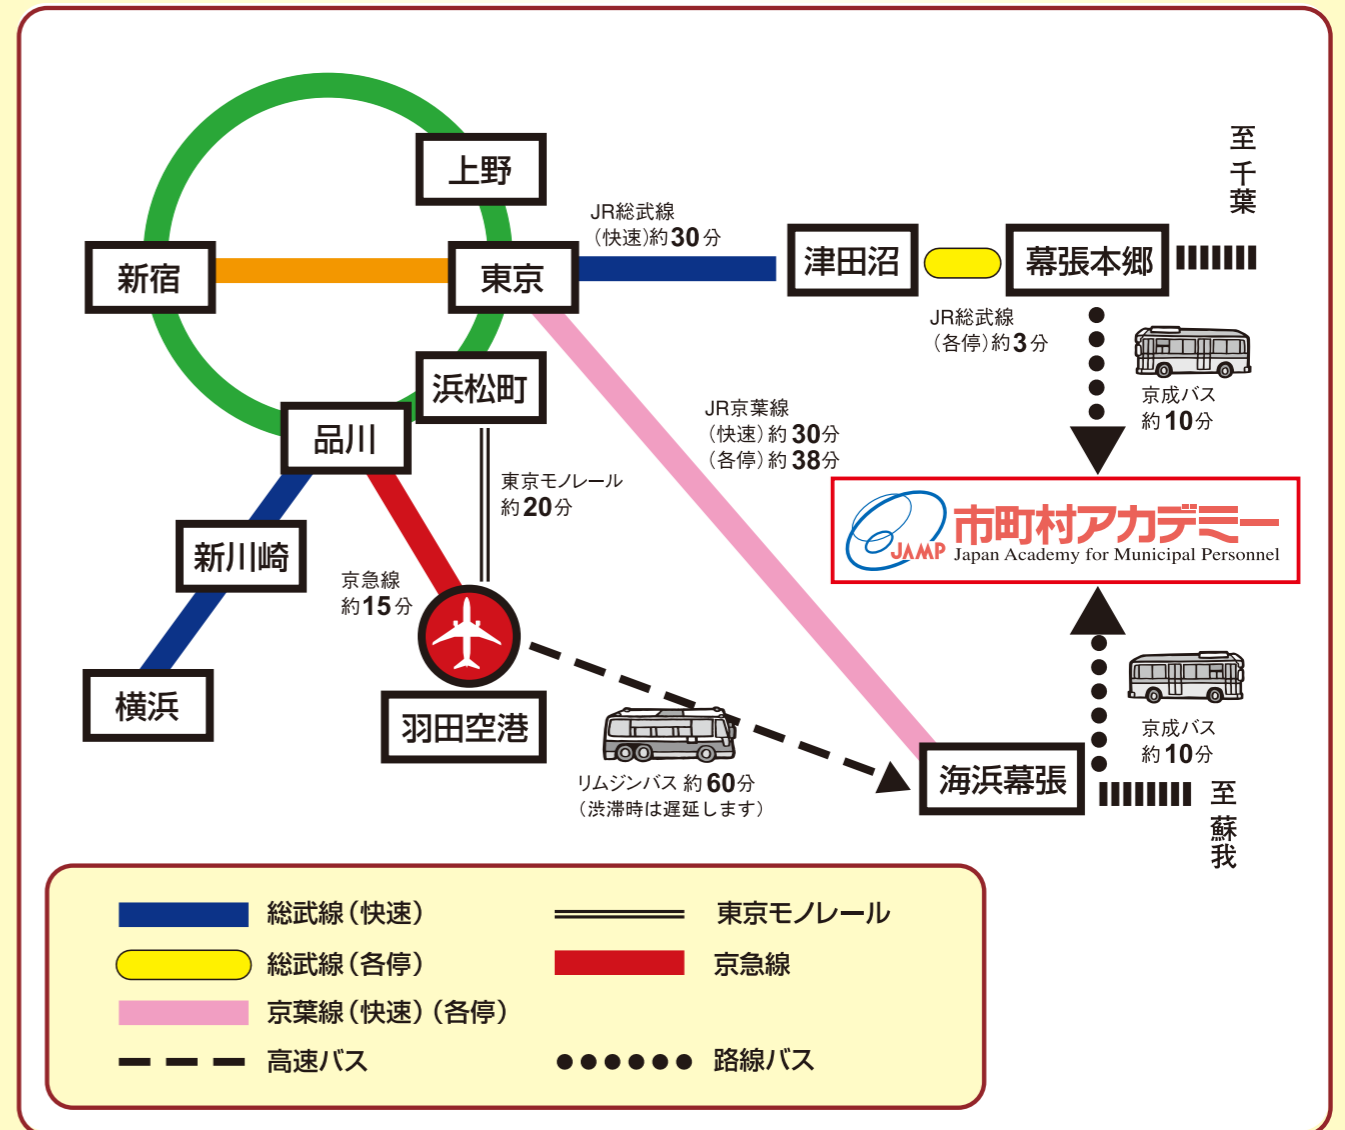 上野
至千葉
JR総武線
（快速）約30分
新宿
東京
津田沼
幕張本郷
JR総武線
（各停）約3分
京成バス
約10分
浜松町
品川
JR京葉線
（快速）約30分
（各停）約38分
東京モノレール
約20分
JAMP
市町村アカデミー
Japan Academy for Municipal Personnel
新川崎
京急線
約15分
横浜
羽田空港
リムジンバス 約60分
（渋滞時は遅延します）
海浜幕張
京成バス
約10分
至蘇我
総武線（快速）
東京モノレール
総武線（各停）
京急線
京葉線（快速）（各停）
高速バス
路線バス